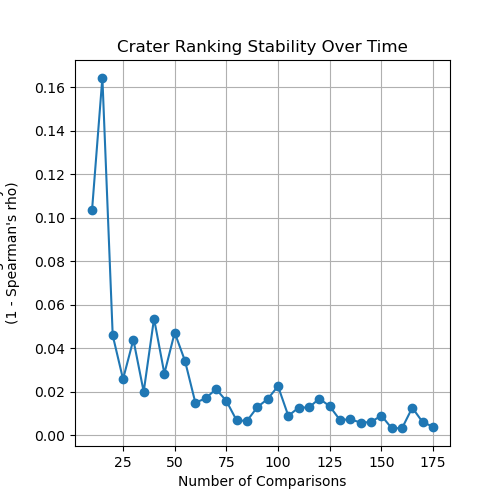 Crater Ranking Stability Over Time
0.16
0.14
0.12
0.10
0.08
0.06
0.04
0.02
0.00
(1 - Spearman's rho)
25 50 75 100 125 150 175
Number of Comparisons